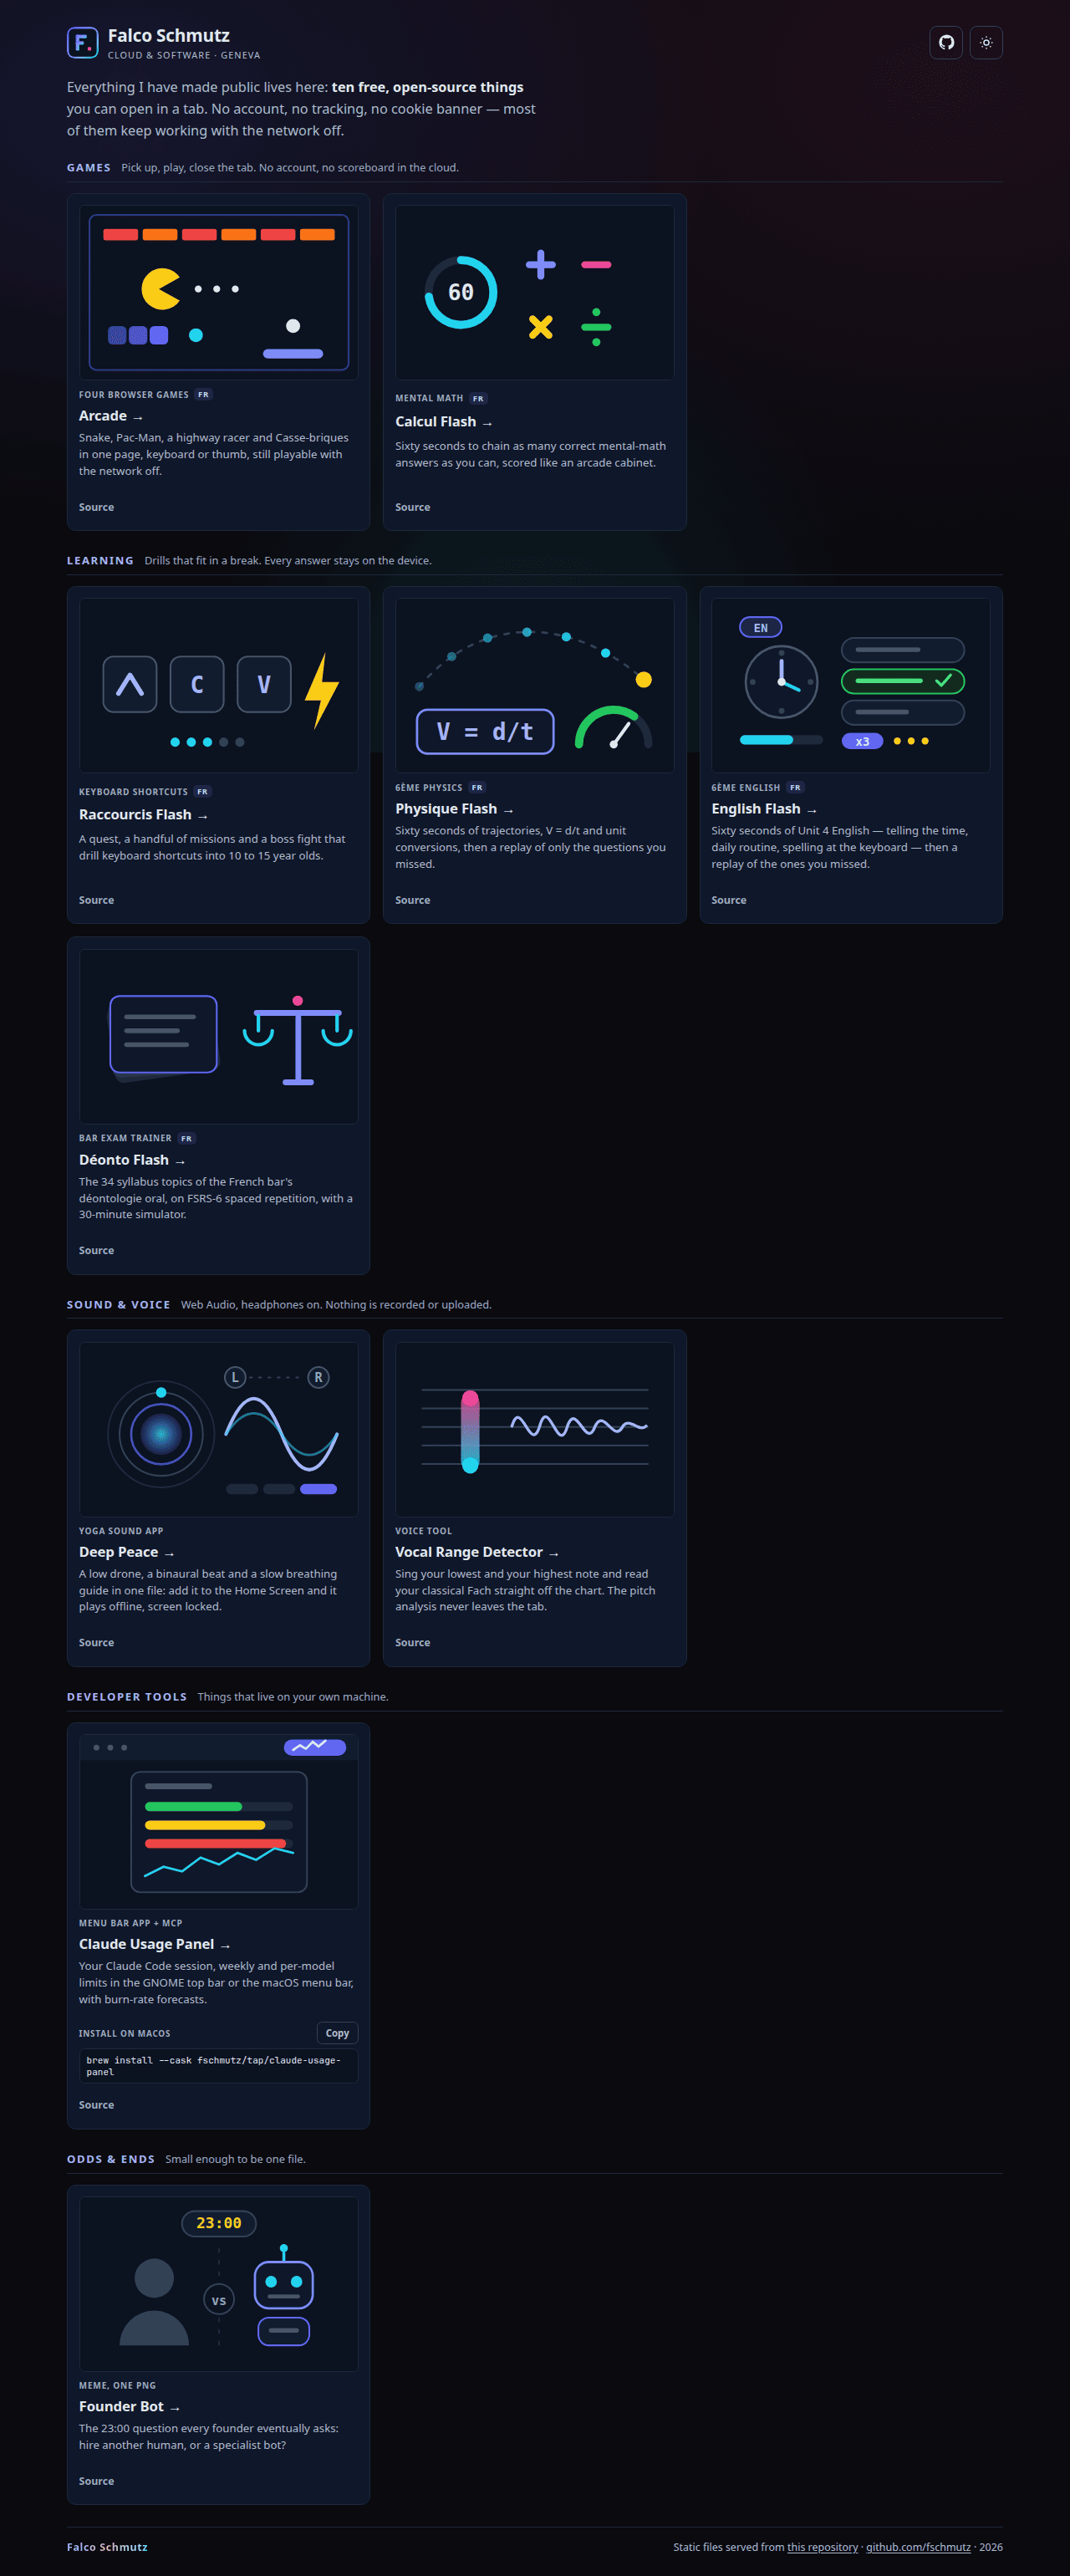 F.
Falco Schmutz
CLOUD & SOFTWARE · GENEVA
Everything I have made public lives here: ten free, open-source things
you can open in a tab. No account, no tracking, no cookie banner — most
of them keep working with the network off.
GAMES Pick up, play, close the tab. No account, no scoreboard in the cloud.
FOUR BROWSER GAMES FR
Arcade →
Snake, Pac-Man, a highway racer and Casse-briques
in one page, keyboard or thumb, still playable with
the network off.
Source
60
MENTAL MATH FR
Calcul Flash →
Sixty seconds to chain as many correct mental-math
answers as you can, scored like an arcade cabinet.
Source
LEARNING Drills that fit in a break. Every answer stays on the device.
C V
KEYBOARD SHORTCUTS FR
Raccourcis Flash →
A quest, a handful of missions and a boss fight that
drill keyboard shortcuts into 10 to 15 year olds.
Source
V = d/t
6ÈME PHYSICS FR
Physique Flash →
Sixty seconds of trajectories, V = d/t and unit
conversions, then a replay of only the questions you
missed.
Source
EN
x3
6ÈME ENGLISH FR
English Flash →
Sixty seconds of Unit 4 English — telling the time,
daily routine, spelling at the keyboard — then a
replay of the ones you missed.
Source
BAR EXAM TRAINER FR
Déonto Flash →
The 34 syllabus topics of the French bar's
déontologie oral, on FSRS-6 spaced repetition, with a
30-minute simulator.
Source
SOUND & VOICE Web Audio, headphones on. Nothing is recorded or uploaded.
L R
YOGA SOUND APP
Deep Peace →
A low drone, a binaural beat and a slow breathing
guide in one file: add it to the Home Screen and it
plays offline, screen locked.
Source
VOICE TOOL
Vocal Range Detector →
Sing your lowest and your highest note and read
your classical Fach straight off the chart. The pitch
analysis never leaves the tab.
Source
DEVELOPER TOOLS Things that live on your own machine.
MENU BAR APP + MCP
Claude Usage Panel →
Your Claude Code session, weekly and per-model
limits in the GNOME top bar or the macOS menu bar,
with burn-rate forecasts.
INSTALL ON MACOS Copy
brew install --cask fschmutz/tap/claude-usage-
panel
Source
ODDS & ENDS Small enough to be one file.
23:00
vs
MEME, ONE PNG
Founder Bot →
The 23:00 question every founder eventually asks:
hire another human, or a specialist bot?
Source
Falco Schmutz
Static files served from this repository · github.com/fschmutz · 2026